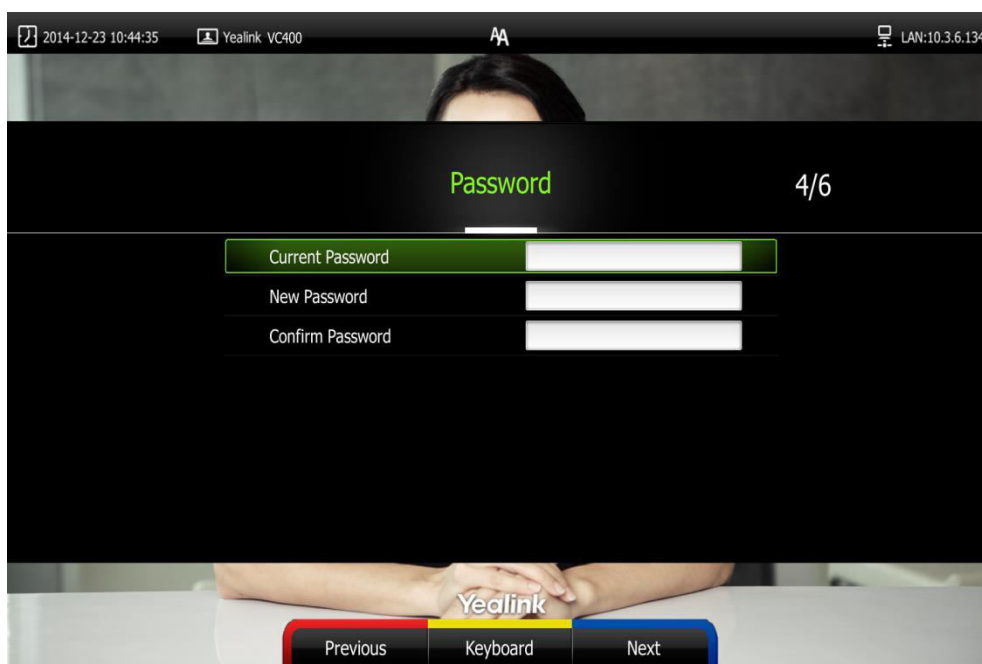 2014-12-23 10:44:35 Yealink VC400 AA LAN:10.3.6.134
Password 4/6
Current Password
New Password
Confirm Password
Yealink
Previous Keyboard Next